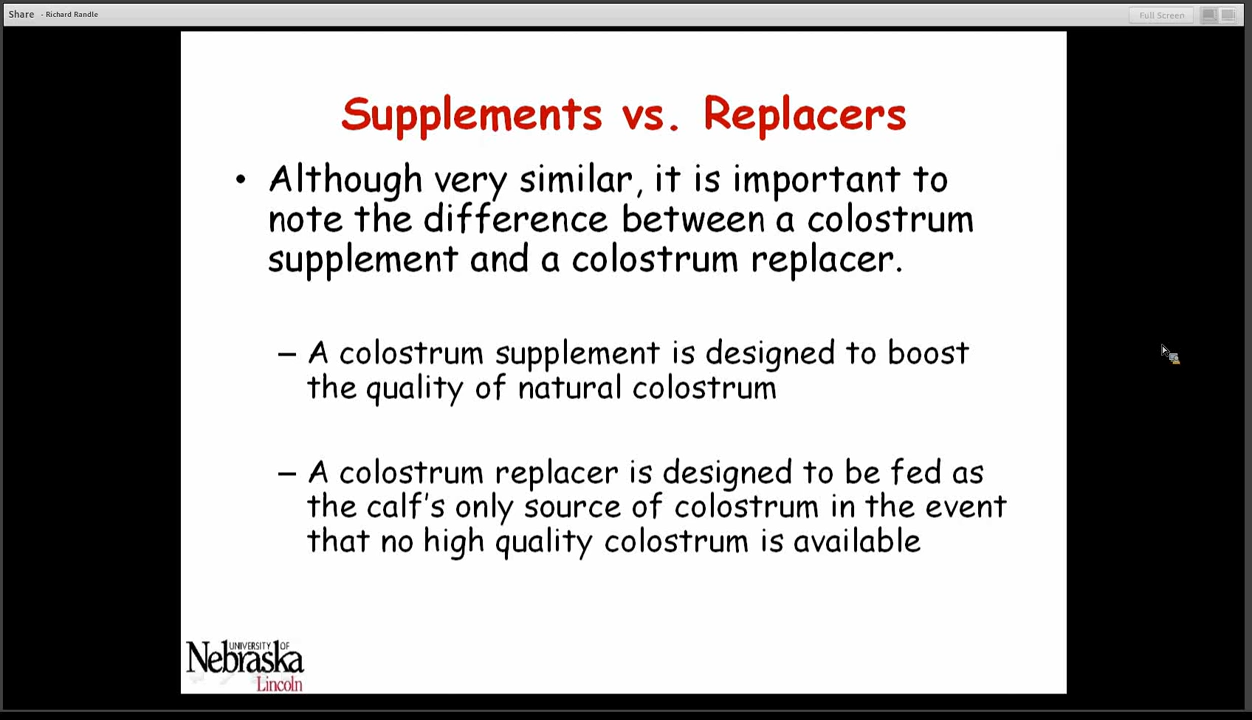 Share - Richard Randle
Full Screen
Supplements vs. Replacers
• Although very similar, it is important to
note the difference between a colostrum
supplement and a colostrum replacer.
– A colostrum supplement is designed to boost
the quality of natural colostrum
– A colostrum replacer is designed to be fed as
the calf's only source of colostrum in the event
that no high quality colostrum is available
UNIVERSITY OF
Nebraska
Lincoln